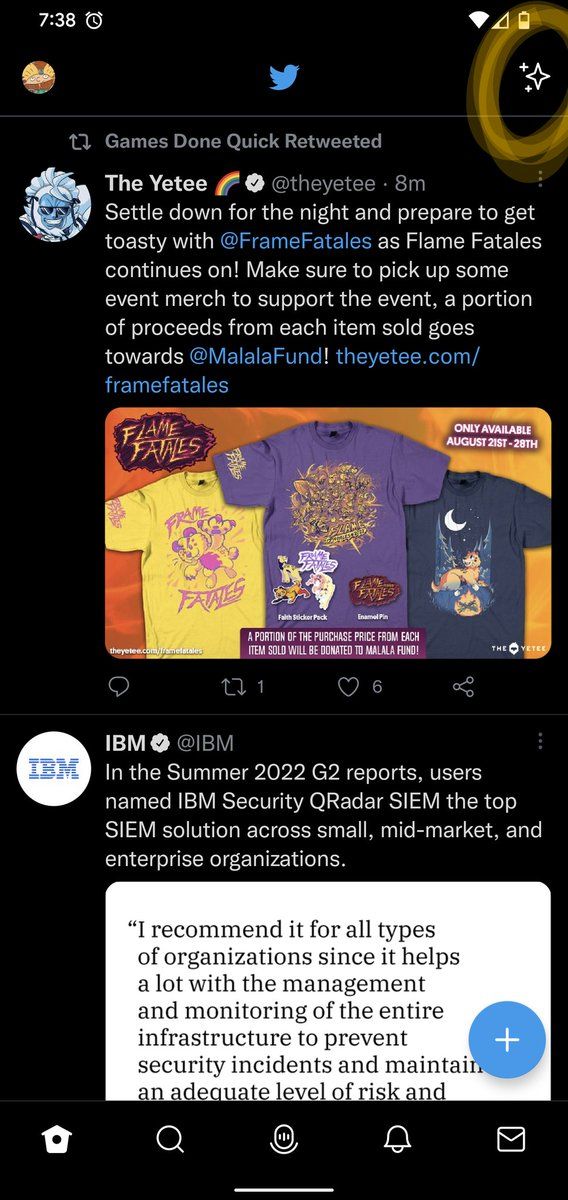 7:38
Games Done Quick Retweeted
The Yetee 🌈 @theyetee · 8m
Settle down for the night and prepare to get
toasty with @FrameFatales as Flame Fatales
continues on! Make sure to pick up some
event merch to support the event, a portion
of proceeds from each item sold goes
towards @MalalaFund! theyetee.com/
framefatales
FLAME
FATALES
ONLY AVAILABLE
AUGUST 21ST - 28TH
FRAME
FATALES
FLAME
FATALES
FRAME
FATALES
FLAME
FATALES
Faith Sticker Pack
Enamel Pin
theyetee.com/framefatales
A PORTION OF THE PURCHASE PRICE FROM EACH
ITEM SOLD WILL BE DONATED TO MALALA FUND!
THE YETEE
1
6
IBM @IBM
IBM
In the Summer 2022 G2 reports, users
named IBM Security QRadar SIEM the top
SIEM solution across small, mid-market, and
enterprise organizations.
“I recommend it for all types
of organizations since it helps
a lot with the management
and monitoring of the entire
infrastructure to prevent
security incidents and maintain
an adequate level of risk and